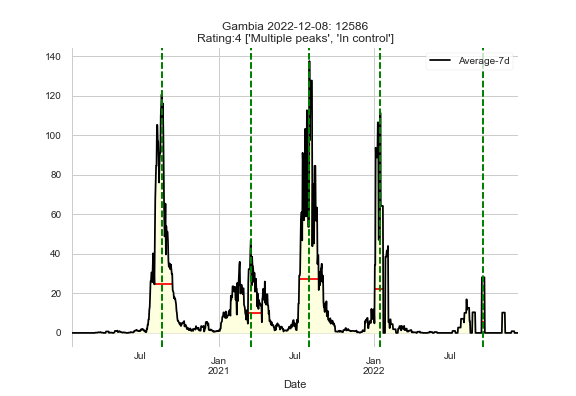 Gambia 2022-12-08: 12586
Rating:4 ['Multiple peaks', 'In control']
Average-7d
140
120
100
80
60
40
20
0
Jul
Jan
2021
Jul
Jan
2022
Jul
Date